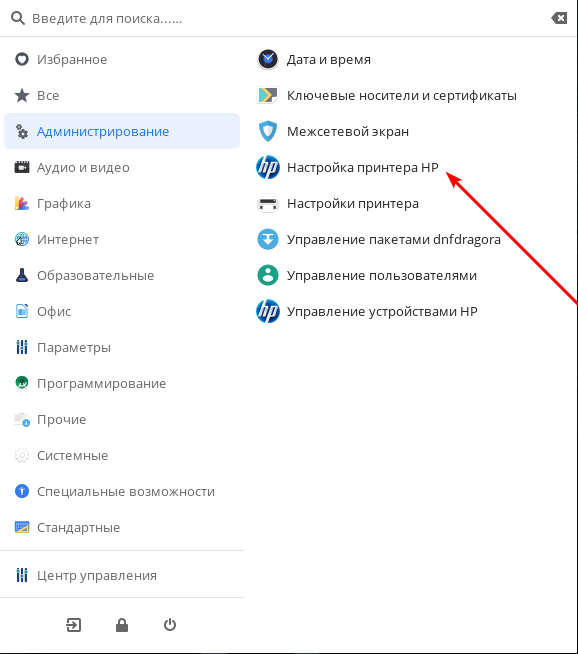 Введите для поиска......
Избранное
Все
Администрирование
Аудио и видео
Графика
Интернет
Образовательные
Офис
Параметры
Программирование
Прочие
Системные
Специальные возможности
Стандартные
Центр управления
Дата и время
Ключевые носители и сертификаты
Межсетевой экран
hp Настройка принтера HP
Настройки принтера
Управление пакетами dnfdragora
Управление пользователями
hp Управление устройствами HP